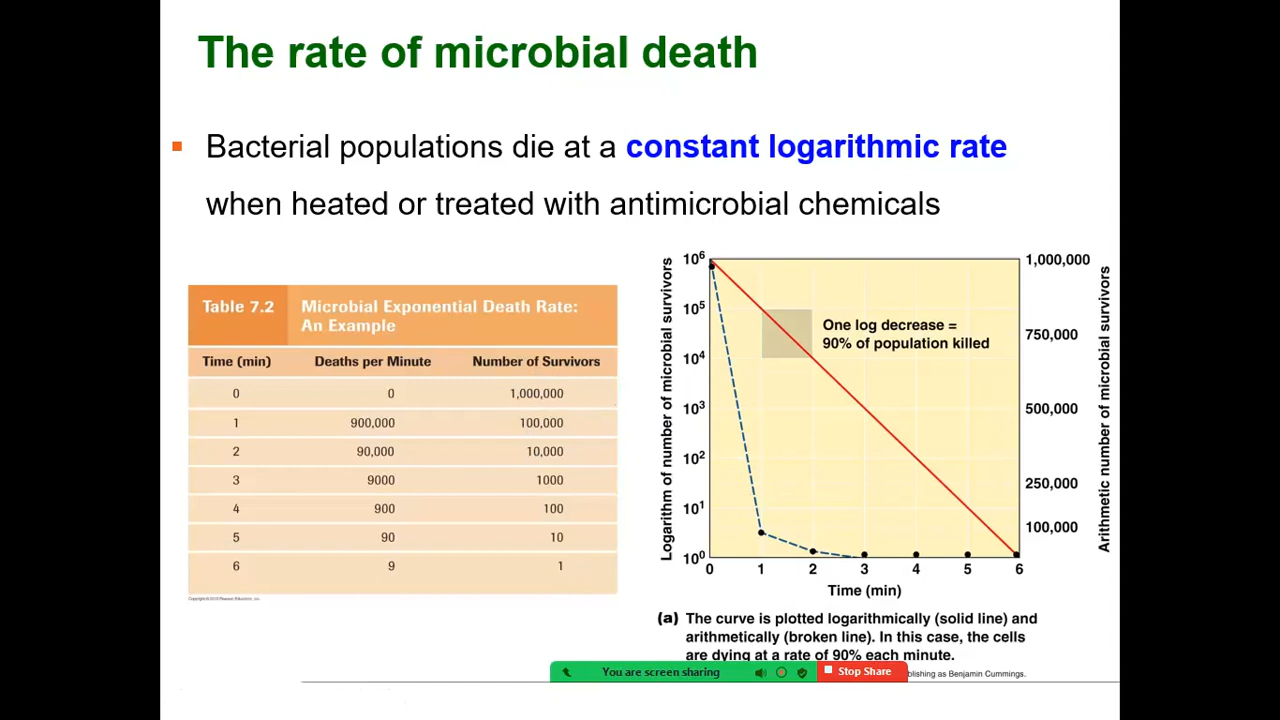 The rate of microbial death
Bacterial populations die at a constant logarithmic rate
when heated or treated with antimicrobial chemicals
Table 7.2
Microbial Exponential Death Rate:
An Example
Time (min) Deaths per Minute Number of Survivors
0 0 1,000,000
1 900,000 100,000
2 90,000 10,000
3 9000 1000
4 900 100
5 90 10
6 9 1
Copyright © 2010 Pearson Education, Inc.
Logarithm of number of microbial survivors
10⁶
10⁵
10⁴
10³
10²
10¹
10⁰
One log decrease =
90% of population killed
1,000,000
750,000
500,000
250,000
100,000
Arithmetic number of microbial survivors
0 1 2 3 4 5 6
Time (min)
(a) The curve is plotted logarithmically (solid line) and
arithmetically (broken line). In this case, the cells
are dying at a rate of 90% each minute.
You are screen sharing
Stop Share
blishing as Benjamin Cummings.